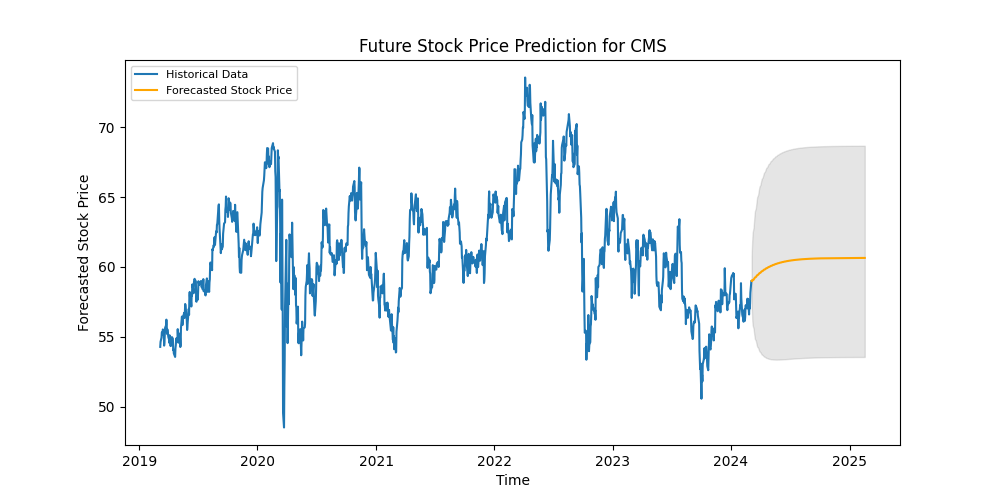 Future Stock Price Prediction for CMS
Historical Data
Forecasted Stock Price
Forecasted Stock Price
70
65
60
55
50
2019
2020
2021
2022
2023
2024
2025
Time